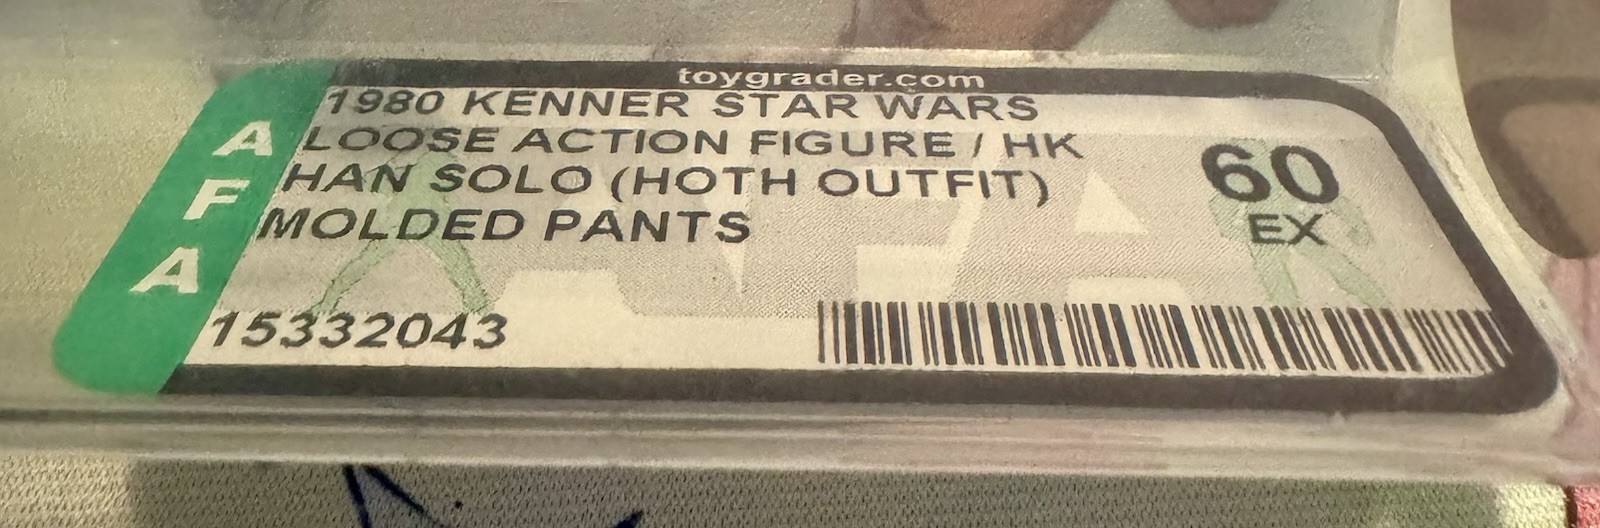 toygrader.com
AFA
1980 KENNER STAR WARS
LOOSE ACTION FIGURE / HK
HAN SOLO (HOTH OUTFIT)
MOLDED PANTS
60
EX
15332043